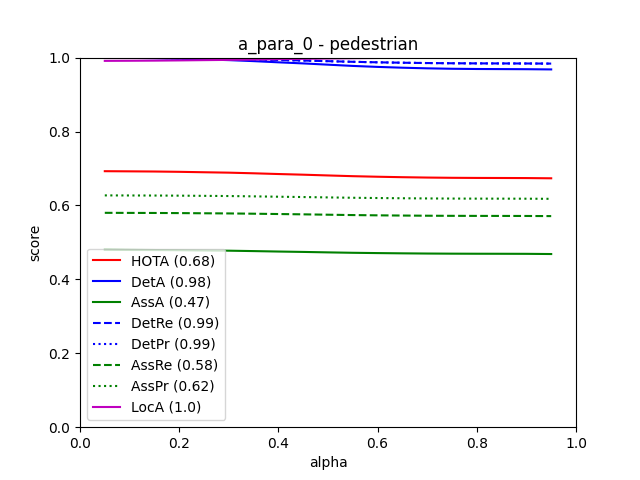 a_para_0 - pedestrian
1.0
0.8
0.6
0.4
0.2
0.0
score
HOTA (0.68)
DetA (0.98)
AssA (0.47)
DetRe (0.99)
DetPr (0.99)
AssRe (0.58)
AssPr (0.62)
LocA (1.0)
0.0 0.2 0.4 0.6 0.8 1.0
alpha